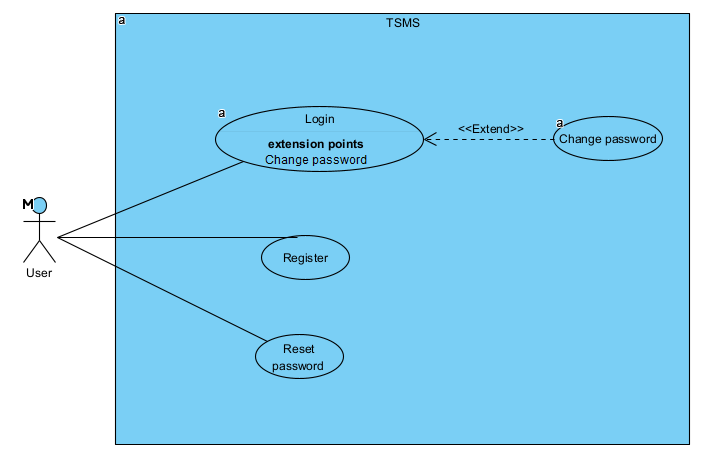 a
TSMS
a
Login
extension points
Change password
<<Extend>>
a
Change password
M
User
Register
Reset
password